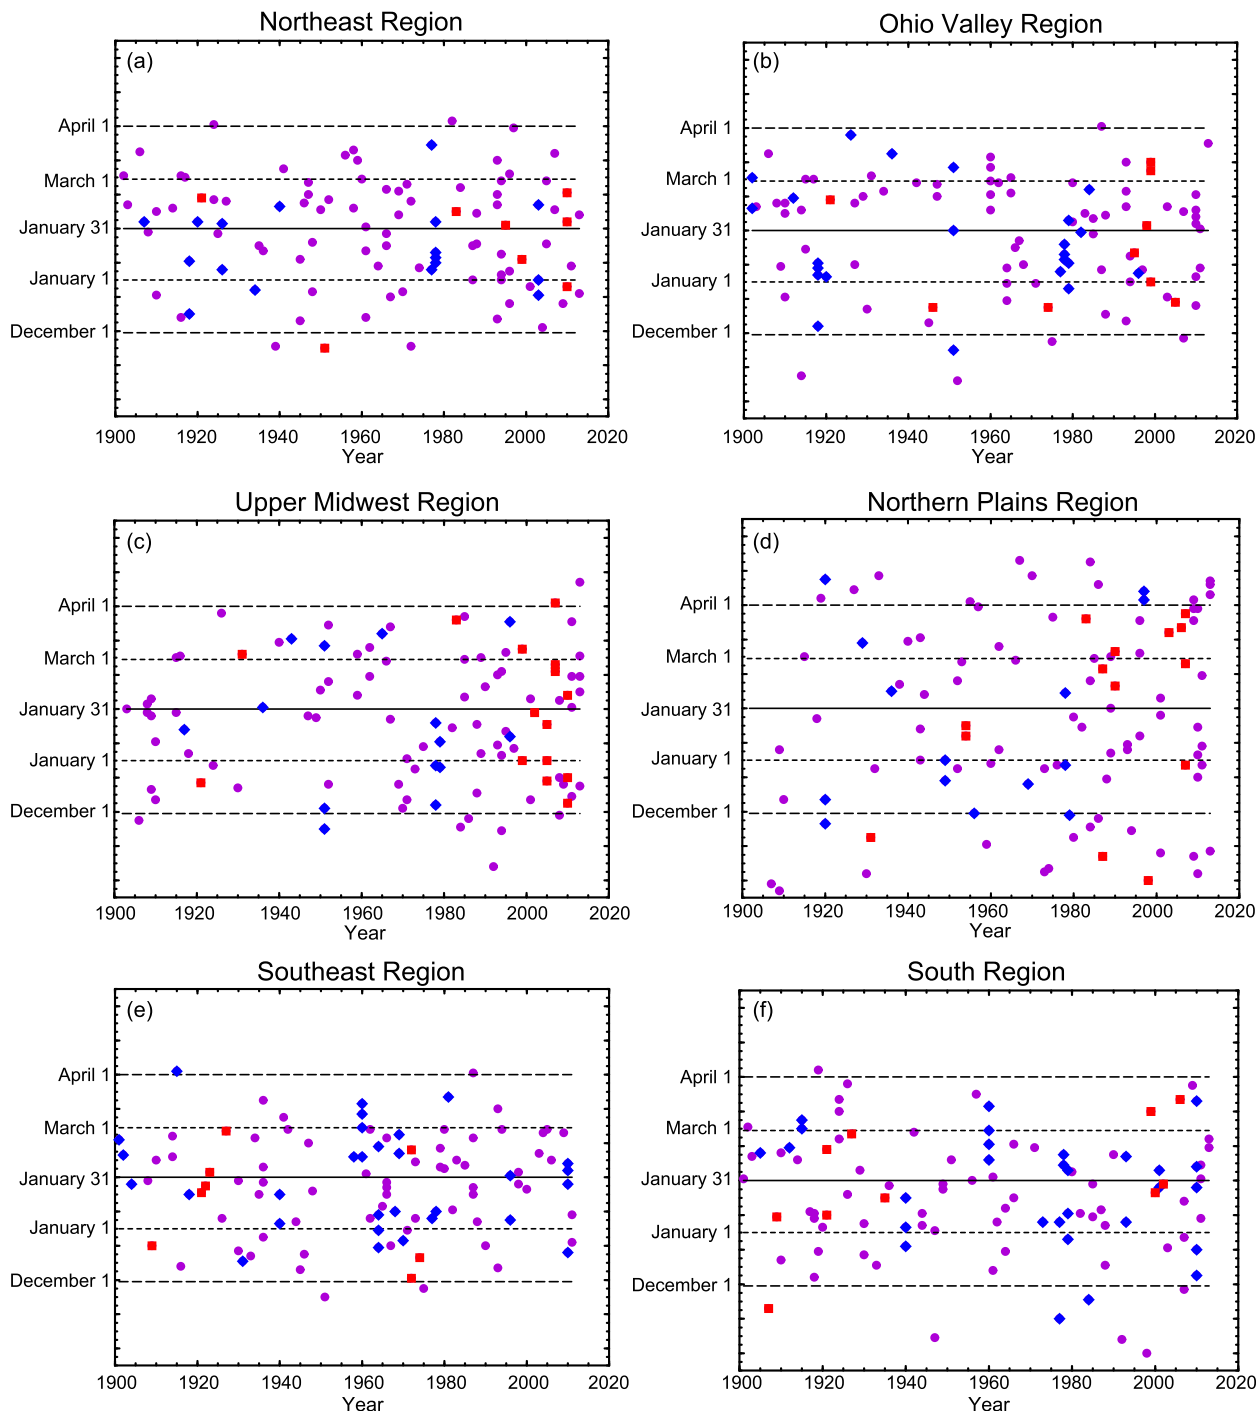 Northeast Region
(a)
April 1
March 1
January 31
January 1
December 1
1900 1920 1940 1960 1980 2000 2020
Year
Ohio Valley Region
(b)
April 1
March 1
January 31
January 1
December 1
1900 1920 1940 1960 1980 2000 2020
Year
Upper Midwest Region
(c)
April 1
March 1
January 31
January 1
December 1
1900 1920 1940 1960 1980 2000 2020
Year
Northern Plains Region
(d)
April 1
March 1
January 31
January 1
December 1
1900 1920 1940 1960 1980 2000 2020
Year
Southeast Region
(e)
April 1
March 1
January 31
January 1
December 1
1900 1920 1940 1960 1980 2000 2020
Year
South Region
(f)
April 1
March 1
January 31
January 1
December 1
1900 1920 1940 1960 1980 2000 2020
Year